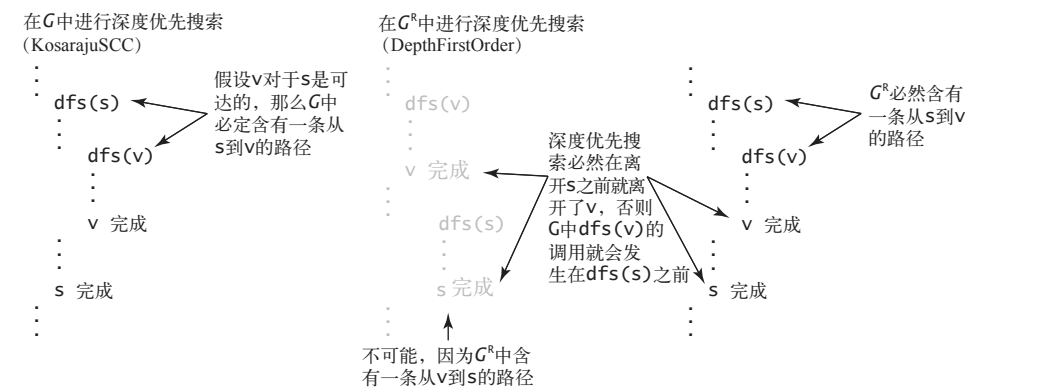 在G中进行深度优先搜索
（KosarajuSCC）
dfs(s)
dfs(v)
v 完成
s 完成
假设v对于s是可
达的，那么G中
必定含有一条从
s到v的路径
在Gᴿ中进行深度优先搜索
（DepthFirstOrder）
dfs(v)
v 完成
dfs(s)
s 完成
不可能，因为Gᴿ中含
有一条从v到s的路径
深度优先搜
索必然在离
开s之前就离
开了v，否则
G中dfs(v)的
调用就会发
生在dfs(s)之前
dfs(s)
dfs(v)
v 完成
s 完成
Gᴿ必然含有
一条从s到v
的路径